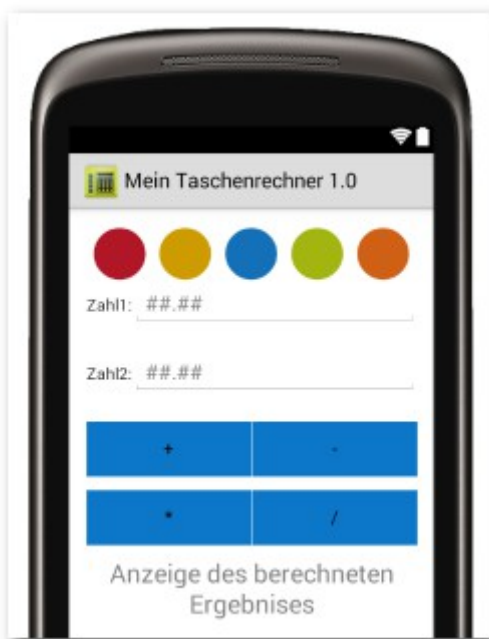 Mein Taschenrechner 1.0
Zahl1: ##.##
Zahl2: ##.##
+ -
* /
Anzeige des berechneten
Ergebnises